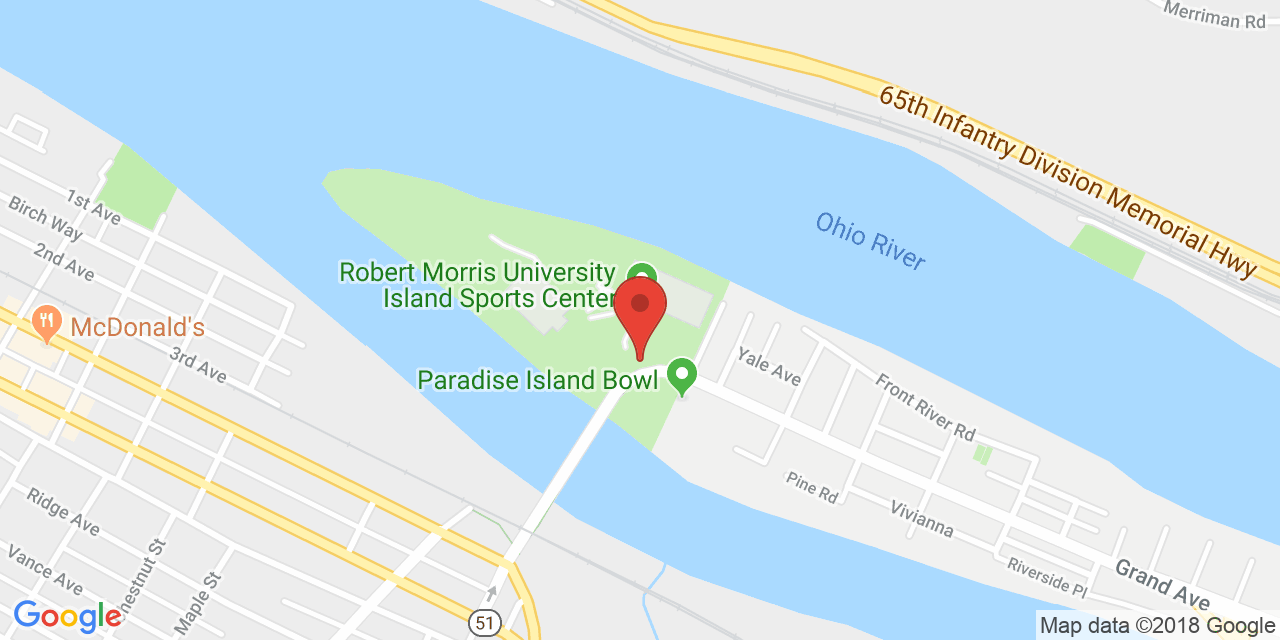 Merriman Rd
65th Infantry Division Memorial Hwy
1st Ave
Birch Way
2nd Ave
Ohio River
Robert Morris University
Island Sports Center
McDonald's
3rd Ave
Paradise Island Bowl
Yale Ave
Front River Rd
Pine Rd
Vivianna
Ridge Ave
Vance Ave
Chestnut St
Maple St
Riverside Pl
Grand Ave
51
Google
Map data ©2018 Google